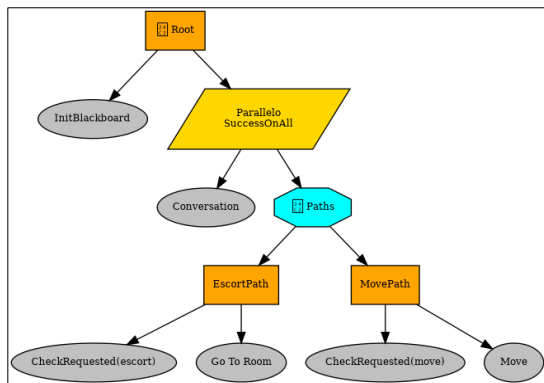 Root
InitBlackboard
Parallelo
SuccessOnAll
Conversation
Paths
EscortPath
MovePath
CheckRequested(escort)
Go To Room
CheckRequested(move)
Move